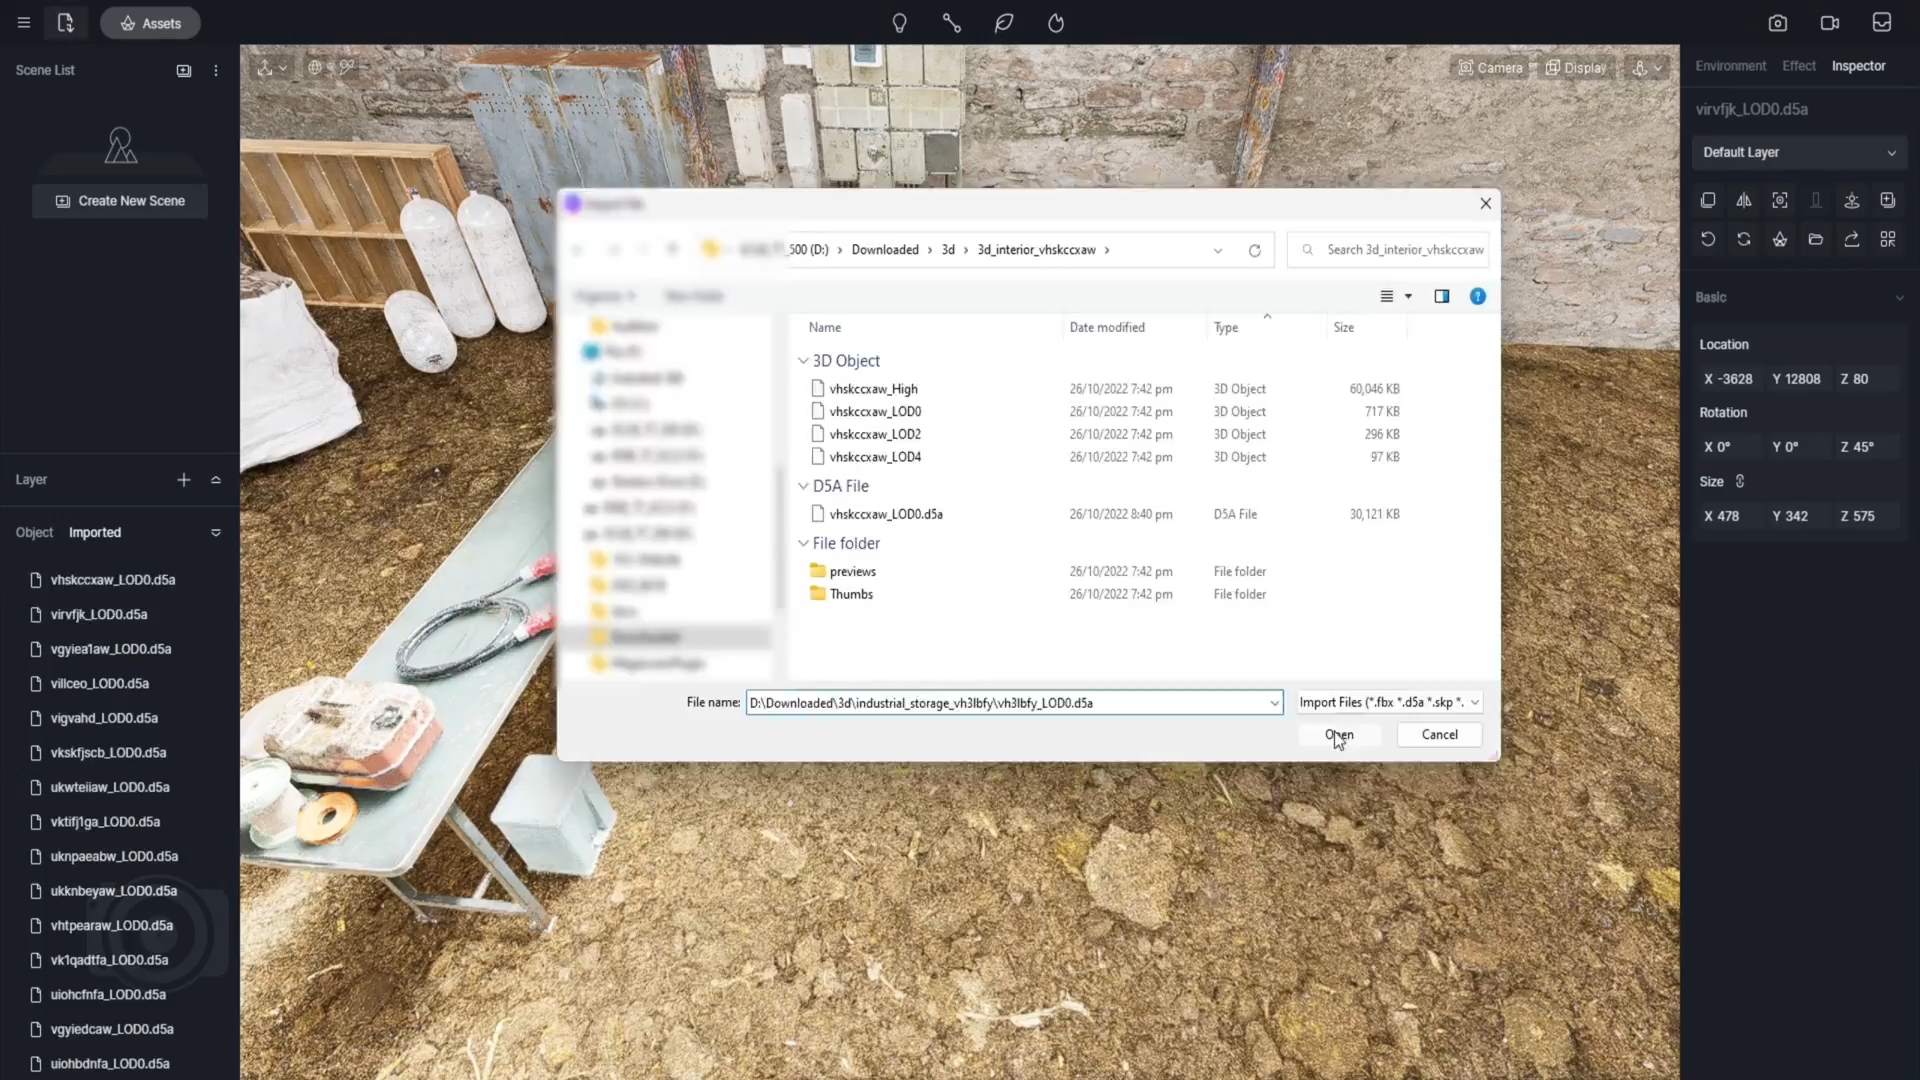 Assets
Scene List
Create New Scene
Layer
Object Imported
vhskccxaw_LOD0.d5a
virvfjk_LOD0.d5a
vgyiea1aw_LOD0.d5a
villceo_LOD0.d5a
vigvahd_LOD0.d5a
vkskfjscb_LOD0.d5a
ukwteiiaw_LOD0.d5a
vktifj1ga_LOD0.d5a
uknpaeabw_LOD0.d5a
ukknbeyaw_LOD0.d5a
vhtpearaw_LOD0.d5a
vk1qadtfa_LOD0.d5a
uiohcfnfa_LOD0.d5a
vgyiedcaw_LOD0.d5a
uiohbdnfa_LOD0.d5a
Camera Display
500 (D:) > Downloaded > 3d > 3d_interior_vhskccxaw >
Search 3d_interior_vhskccxaw
Name Date modified Type Size
3D Object
vhskccxaw_High 26/10/2022 7:42 pm 3D Object 60,046 KB
vhskccxaw_LOD0 26/10/2022 7:42 pm 3D Object 717 KB
vhskccxaw_LOD2 26/10/2022 7:42 pm 3D Object 296 KB
vhskccxaw_LOD4 26/10/2022 7:42 pm 3D Object 97 KB
D5A File
vhskccxaw_LOD0.d5a 26/10/2022 8:40 pm D5A File 30,121 KB
File folder
previews 26/10/2022 7:42 pm File folder
Thumbs 26/10/2022 7:42 pm File folder
File name: D:\Downloaded\3d\industrial_storage_vh3lbfy\vh3lbfy_LOD0.d5a
Import Files (*.fbx *.d5a *.skp *.
Open Cancel
Environment Effect Inspector
virvfjk_LOD0.d5a
Default Layer
Basic
Location
X -3628 Y 12808 Z 80
Rotation
X 0° Y 0° Z 45°
Size
X 478 Y 342 Z 575